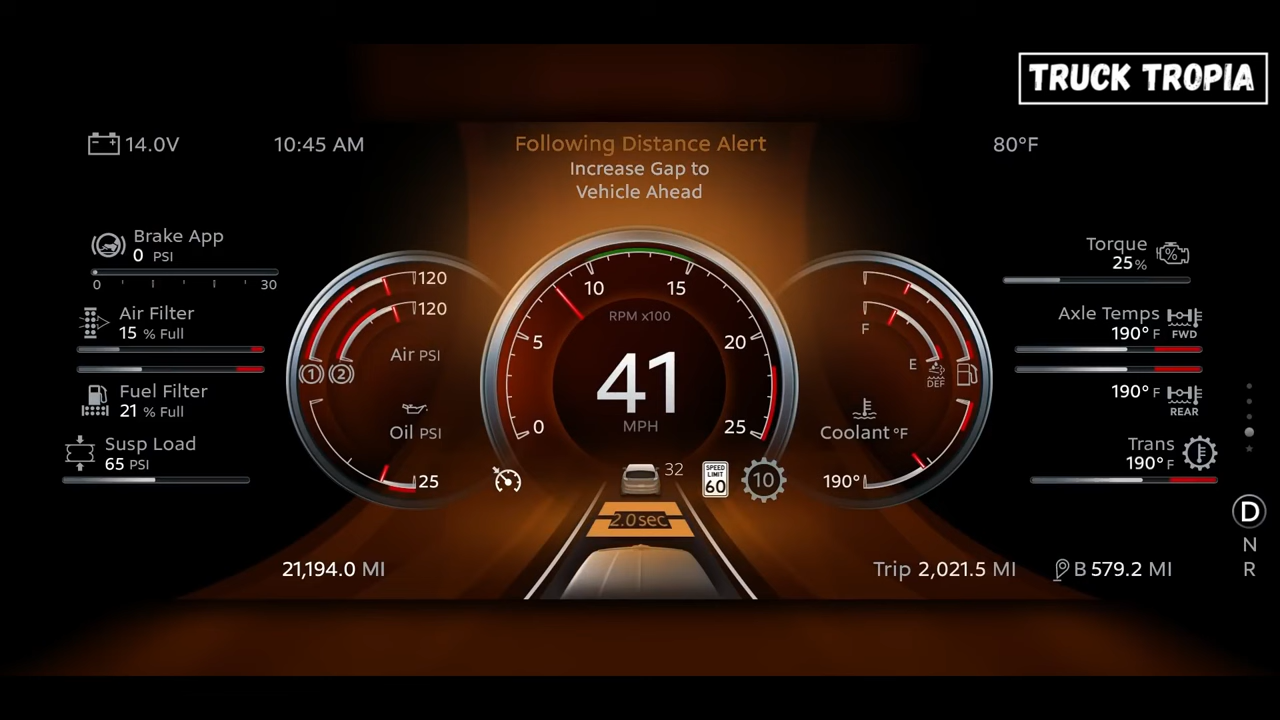 TRUCK TROPIA
14.0V
10:45 AM
Following Distance Alert
Increase Gap to
Vehicle Ahead
80°F
Brake App
0 PSI
0 30
Air Filter
15 % Full
Fuel Filter
21 % Full
Susp Load
65 PSI
120
120
Air PSI
1 2
Oil PSI
25
0
5
10
15
20
25
RPM x100
41
MPH
32
SPEED
LIMIT
60
10
2.0 sec
F
E
DEF
Coolant °F
190°
Torque
25%
%
Axle Temps
190° F
FWD
190° F
REAR
Trans
190° F
D
N
R
21,194.0 MI
Trip 2,021.5 MI
B 579.2 MI